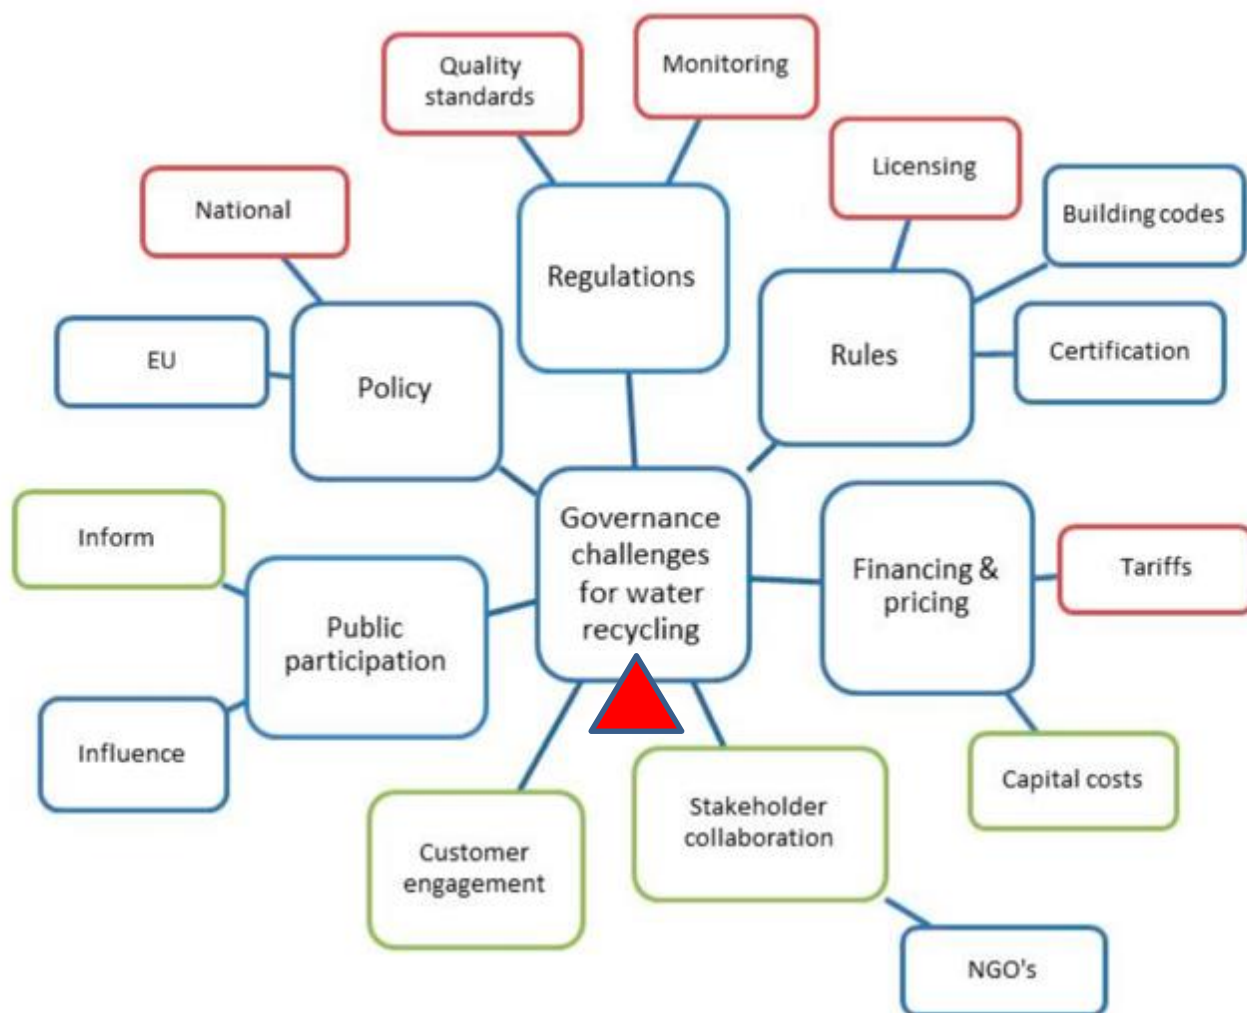 Quality
standards
Monitoring
Licensing
National
Building codes
Regulations
EU
Policy
Rules
Certification
Governance
challenges
for water
recycling
Inform
Financing &
pricing
Tariffs
Public
participation
Influence
Capital costs
Stakeholder
collaboration
Customer
engagement
NGO's